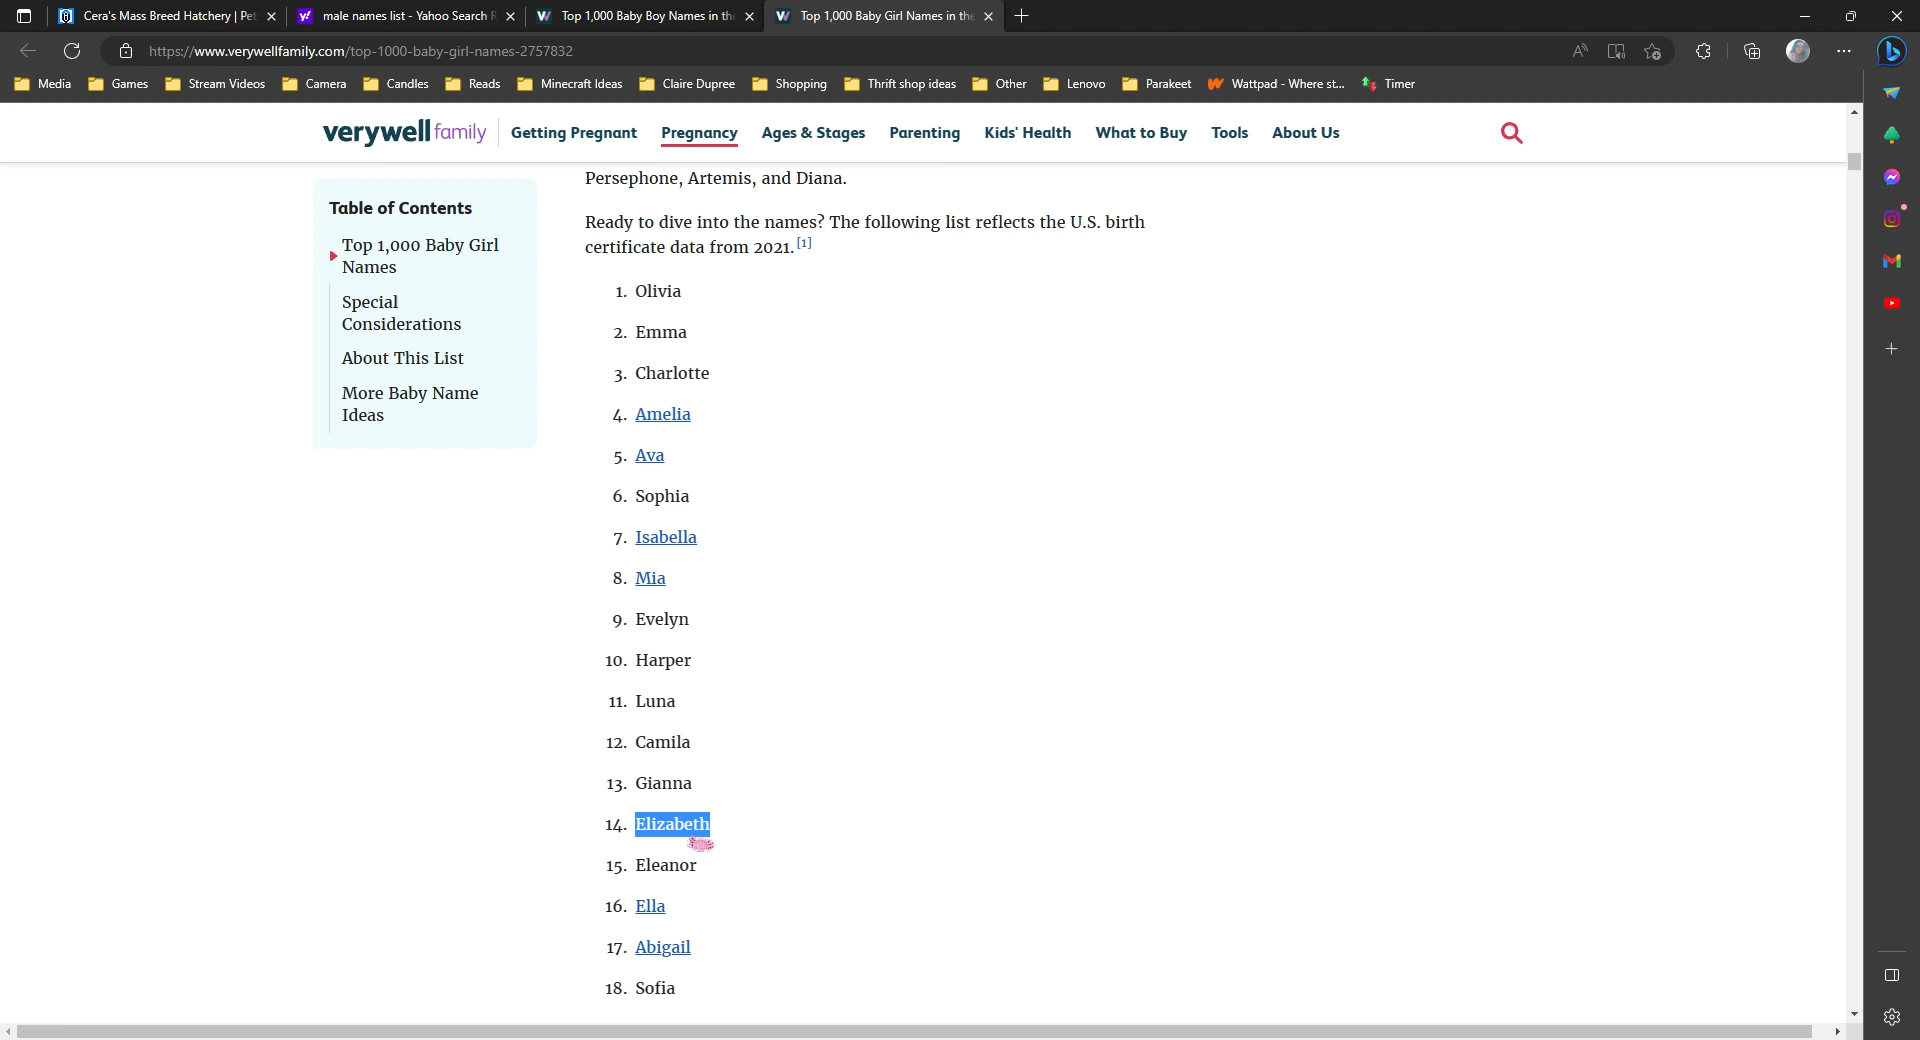 Cera's Mass Breed Hatchery | Pet
male names list - Yahoo Search R
Top 1,000 Baby Boy Names in the
Top 1,000 Baby Girl Names in the
https://www.verywellfamily.com/top-1000-baby-girl-names-2757832
Media
Games
Stream Videos
Camera
Candles
Reads
Minecraft Ideas
Claire Dupree
Shopping
Thrift shop ideas
Other
Lenovo
Parakeet
Wattpad - Where st...
Timer
verywell family
Getting Pregnant
Pregnancy
Ages & Stages
Parenting
Kids' Health
What to Buy
Tools
About Us
Table of Contents
Top 1,000 Baby Girl
Names
Special
Considerations
About This List
More Baby Name
Ideas
Persephone, Artemis, and Diana.
Ready to dive into the names? The following list reflects the U.S. birth
certificate data from 2021. [1]
1. Olivia
2. Emma
3. Charlotte
4. Amelia
5. Ava
6. Sophia
7. Isabella
8. Mia
9. Evelyn
10. Harper
11. Luna
12. Camila
13. Gianna
14. Elizabeth
15. Eleanor
16. Ella
17. Abigail
18. Sofia